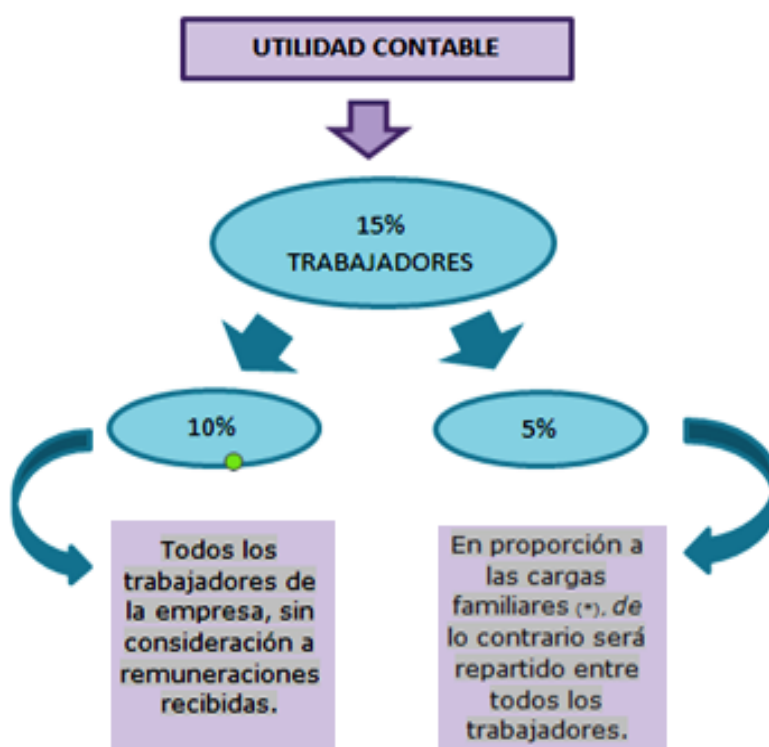 UTILIDAD CONTABLE
15%
TRABAJADORES
10%
5%
Todos los
trabajadores de
la empresa, sin
consideración a
remuneraciones
recibidas.
En proporción a
las cargas
familiares (*), de
lo contrario será
repartido entre
todos los
trabajadores.